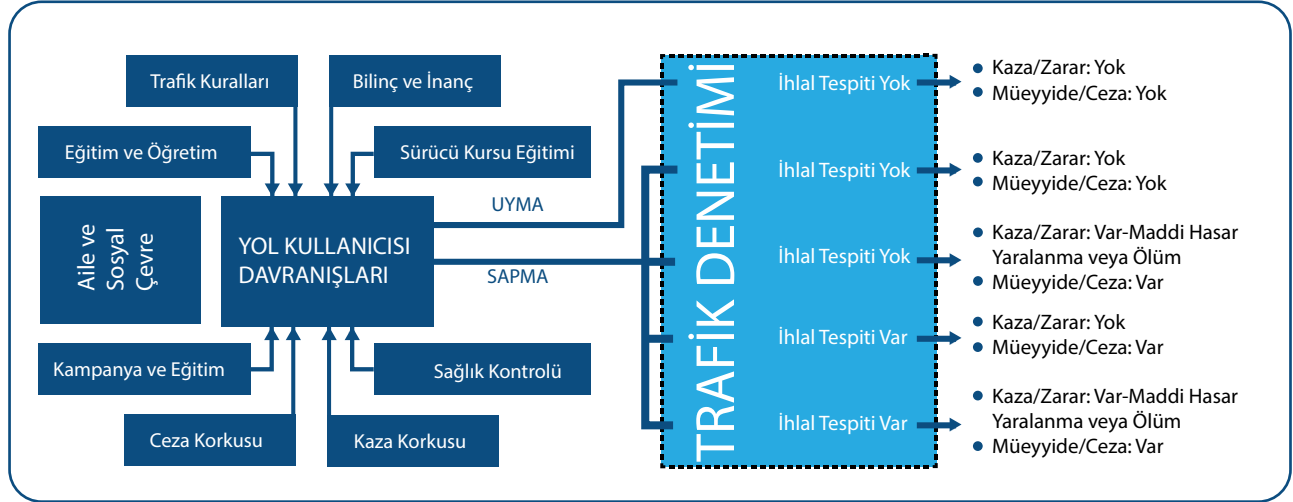 Trafik Kuralları
Bilinç ve İnanç
Eğitim ve Öğretim
Sürücü Kursu Eğitimi
Aile ve
Sosyal
Çevre
YOL KULLANICISI
DAVRANIŞLARI
Kampanya ve Eğitim
Sağlık Kontrolü
Ceza Korkusu
Kaza Korkusu
UYMA
SAPMA
TRAFİK DENETİMİ
İhlal Tespiti Yok
Kaza/Zarar: Yok
Müeyyide/Ceza: Yok
İhlal Tespiti Yok
Kaza/Zarar: Yok
Müeyyide/Ceza: Yok
İhlal Tespiti Yok
Kaza/Zarar: Var-Maddi Hasar
Yaralanma veya Ölüm
Müeyyide/Ceza: Var
İhlal Tespiti Var
Kaza/Zarar: Yok
Müeyyide/Ceza: Var
İhlal Tespiti Var
Kaza/Zarar: Var-Maddi Hasar
Yaralanma veya Ölüm
Müeyyide/Ceza: Var